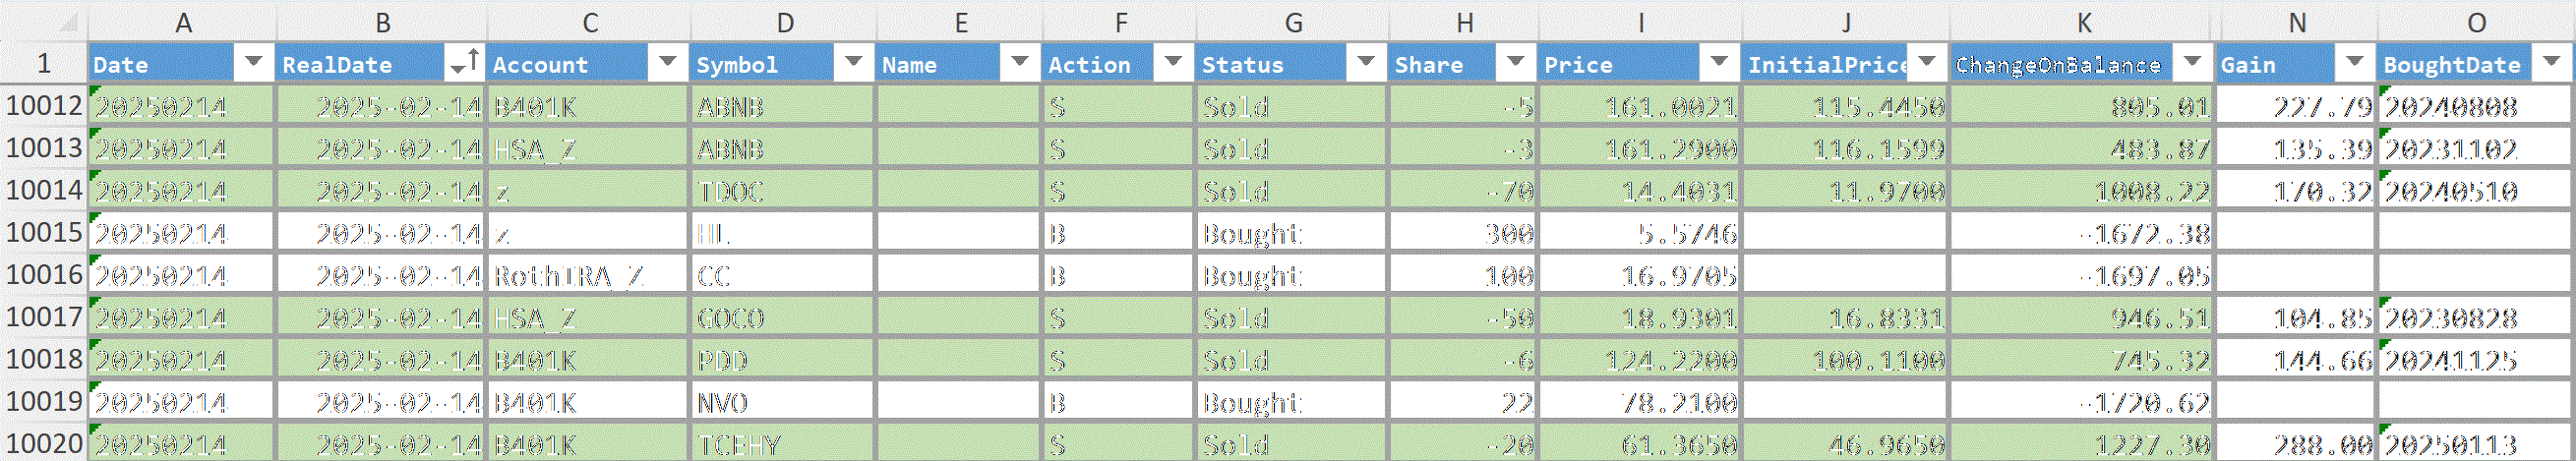 A B C D E F G H I J K N O
1 Date RealDate Account Symbol Name Action Status Share Price InitialPrice ChangeOnBalance Gain BoughtDate
10012 20250214 2025-02-14 B401K ABNB S Sold -5 161.0021 115.4450 805.01 227.79 20240808
10013 20250214 2025-02-14 HSA_Z ABNB S Sold -3 161.2900 116.1599 483.87 135.39 20231102
10014 20250214 2025-02-14 z TDOC S Sold -70 14.4031 11.9700 1008.22 170.32 20240510
10015 20250214 2025-02-14 z HL B Bought 300 5.5746 -1672.38
10016 20250214 2025-02-14 RothIRA_Z CC B Bought 100 16.9705 -1697.05
10017 20250214 2025-02-14 HSA_Z GOCO S Sold -50 18.9301 16.8331 946.51 104.85 20230828
10018 20250214 2025-02-14 B401K PDD S Sold -6 124.2200 100.1100 745.32 144.66 20241125
10019 20250214 2025-02-14 B401K NVO B Bought 22 78.2100 -1720.62
10020 20250214 2025-02-14 B401K TCEHY S Sold -20 61.3650 46.9650 1227.30 288.00 20250113